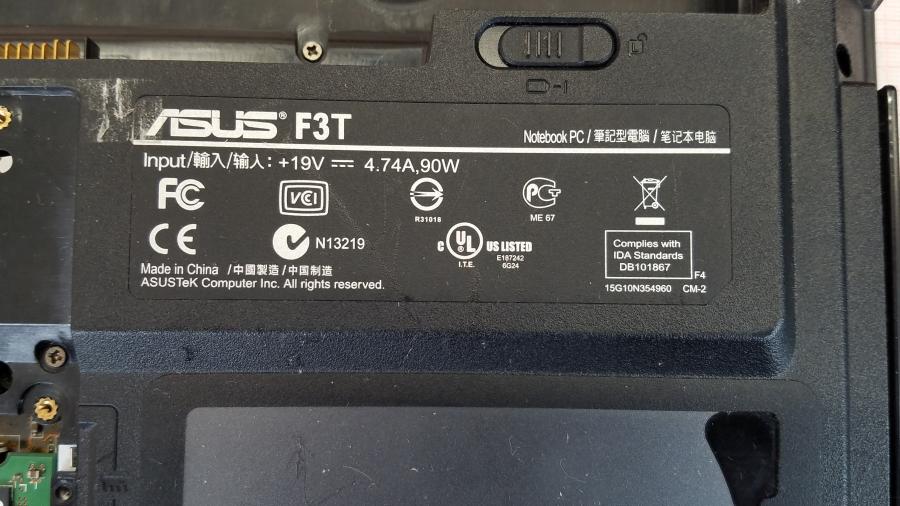 ASUS® F3T
Notebook PC / 筆記型電腦 / 笔记本电脑
Input/輸入/输入: +19V ⎓ 4.74A,90W
FC
VCI
R31018
PCT
ME 67
CE
N13219
C UL US LISTED
I.T.E.
E187242
6G24
Complies with
IDA Standards
DB101867
F4
Made in China /中國製造 /中国制造
ASUSTeK Computer Inc. All rights reserved.
15G10N354960 CM-2